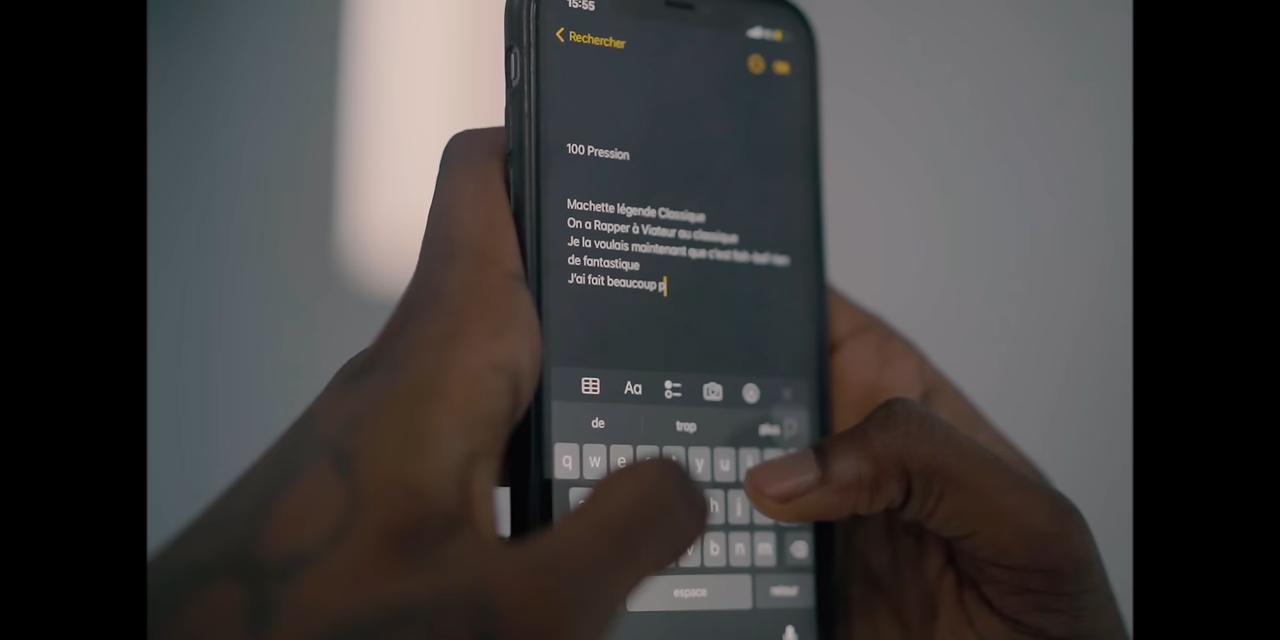 15:55
Rechercher
100 Pression
Machette légende Classique
On a Rapper à Viateur au classique
Je la voulais maintenant que c'est
de fantastique
J'ai fait beaucoup p
Aa
de trop plus p
q w e y u
h j
v b n m
espace retour